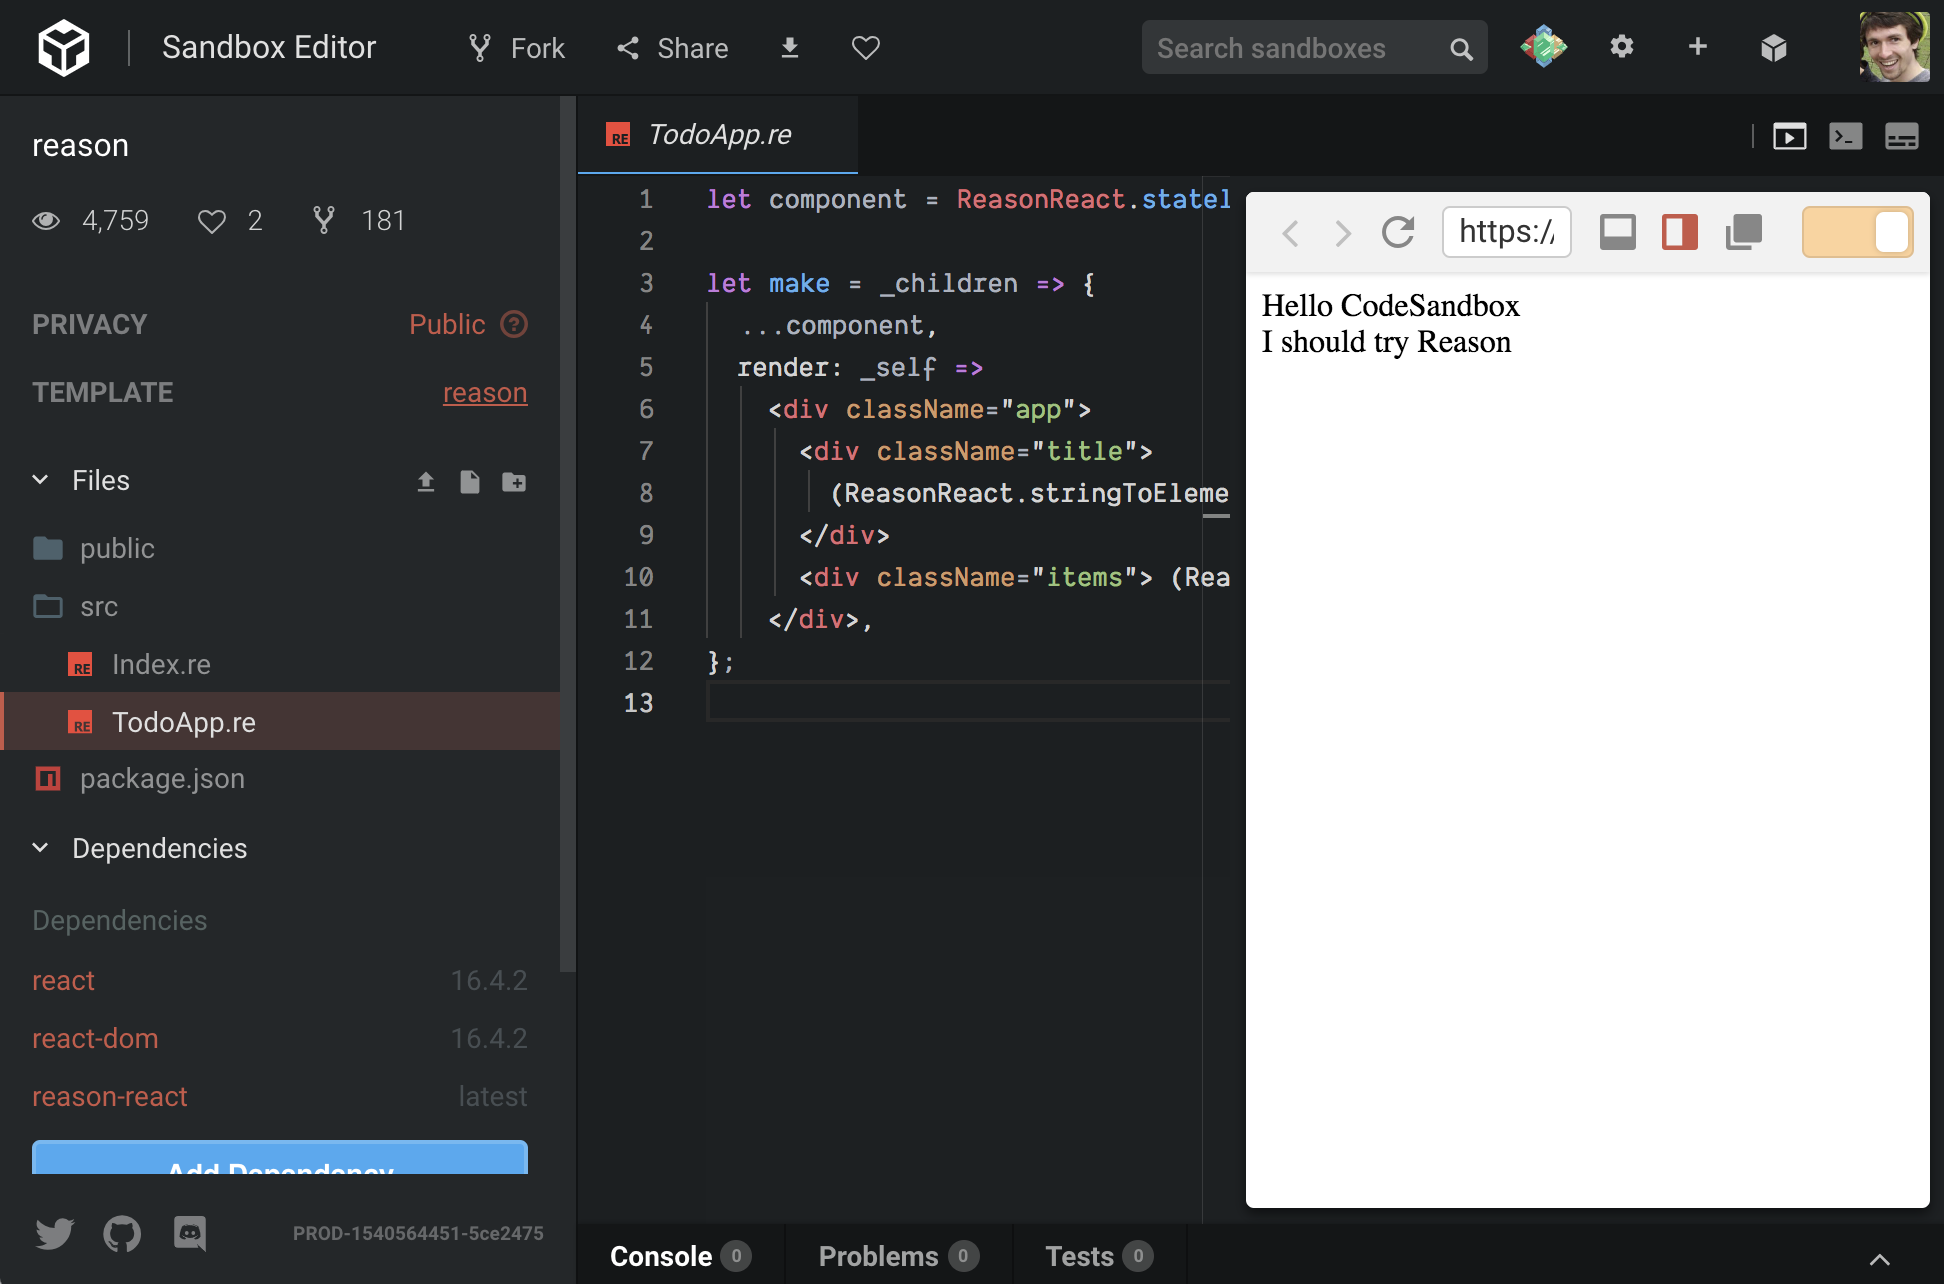 Sandbox Editor
Fork
Share
Search sandboxes
reason
4,759 2 181
PRIVACY Public ?
TEMPLATE reason
Files
public
src
RE Index.re
RE TodoApp.re
package.json
Dependencies
Dependencies
react 16.4.2
react-dom 16.4.2
reason-react latest
Add Dependency
PROD-1540564451-5ce2475
RE TodoApp.re
1 let component = ReasonReact.statel
2
3 let make = _children => {
4 ...component,
5 render: _self =>
6 <div className="app">
7 <div className="title">
8 (ReasonReact.stringToEleme
9 </div>
10 <div className="items"> (Rea
11 </div>,
12 };
13
https:/
Hello CodeSandbox
I should try Reason
Console 0 Problems 0 Tests 0